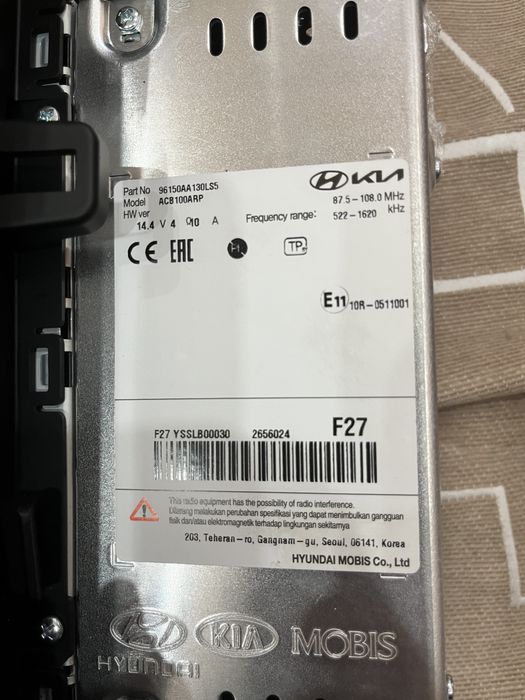 Part No 96150AA130LS5
Model ACB100ARP
HW ver
14.4 V 4 10 A
KIA
Frequency range: 87.5-108.0 MHz
522-1620 kHz
CE EAC TP
E11 10R-0511001
F27 YSSLB00030 2656024 F27
This radio equipment has the possibility of radio interference.
Dilarang melakukan perubahan spesifikasi yang dapat menimbulkan gangguan
fisik dan/atau elektromagnetik terhadap lingkungan sekitarnya
203, Teheran-ro, Gangnam-gu, Seoul, 06141, Korea
HYUNDAI MOBIS Co., Ltd
HYUNDAI KIA MOBIS